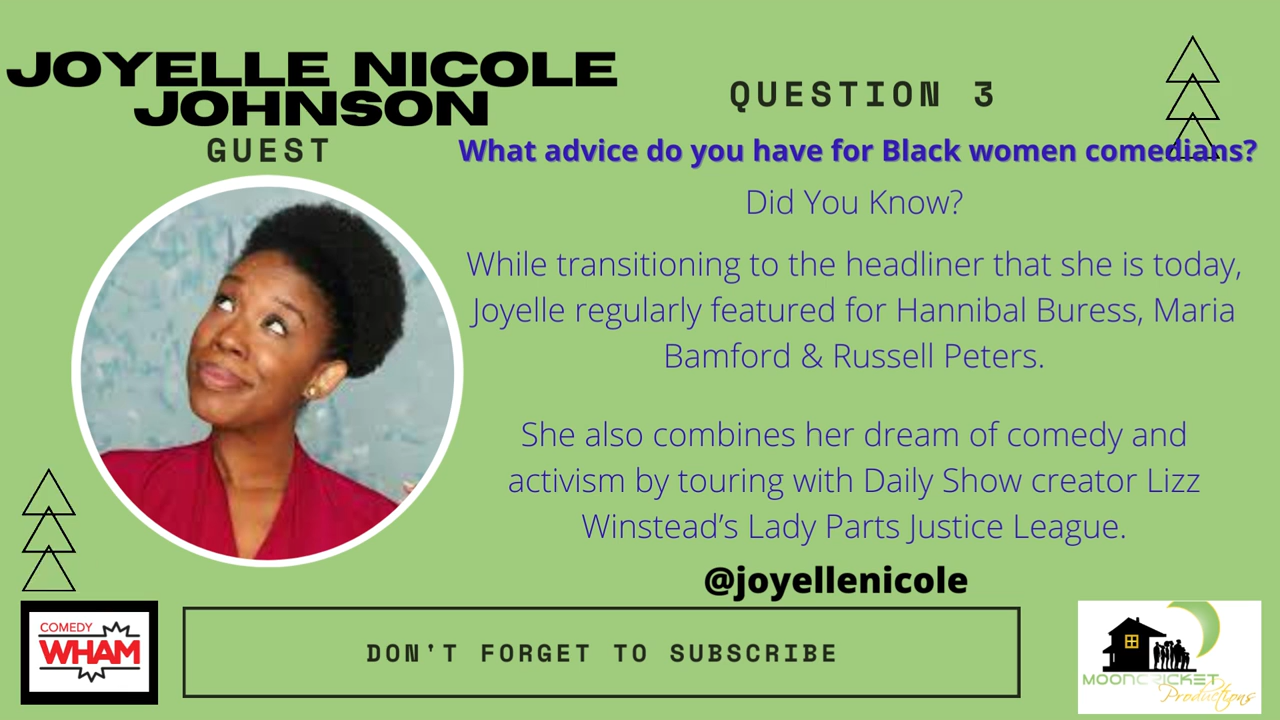 JOYELLE NICOLE
JOHNSON
GUEST
QUESTION 3
What advice do you have for Black women comedians?
Did You Know?
While transitioning to the headliner that she is today,
Joyelle regularly featured for Hannibal Buress, Maria
Bamford & Russell Peters.
She also combines her dream of comedy and
activism by touring with Daily Show creator Lizz
Winstead’s Lady Parts Justice League.
@joyellenicole
COMEDY
WHAM
DON'T FORGET TO SUBSCRIBE
MOONCRICKET
Productions